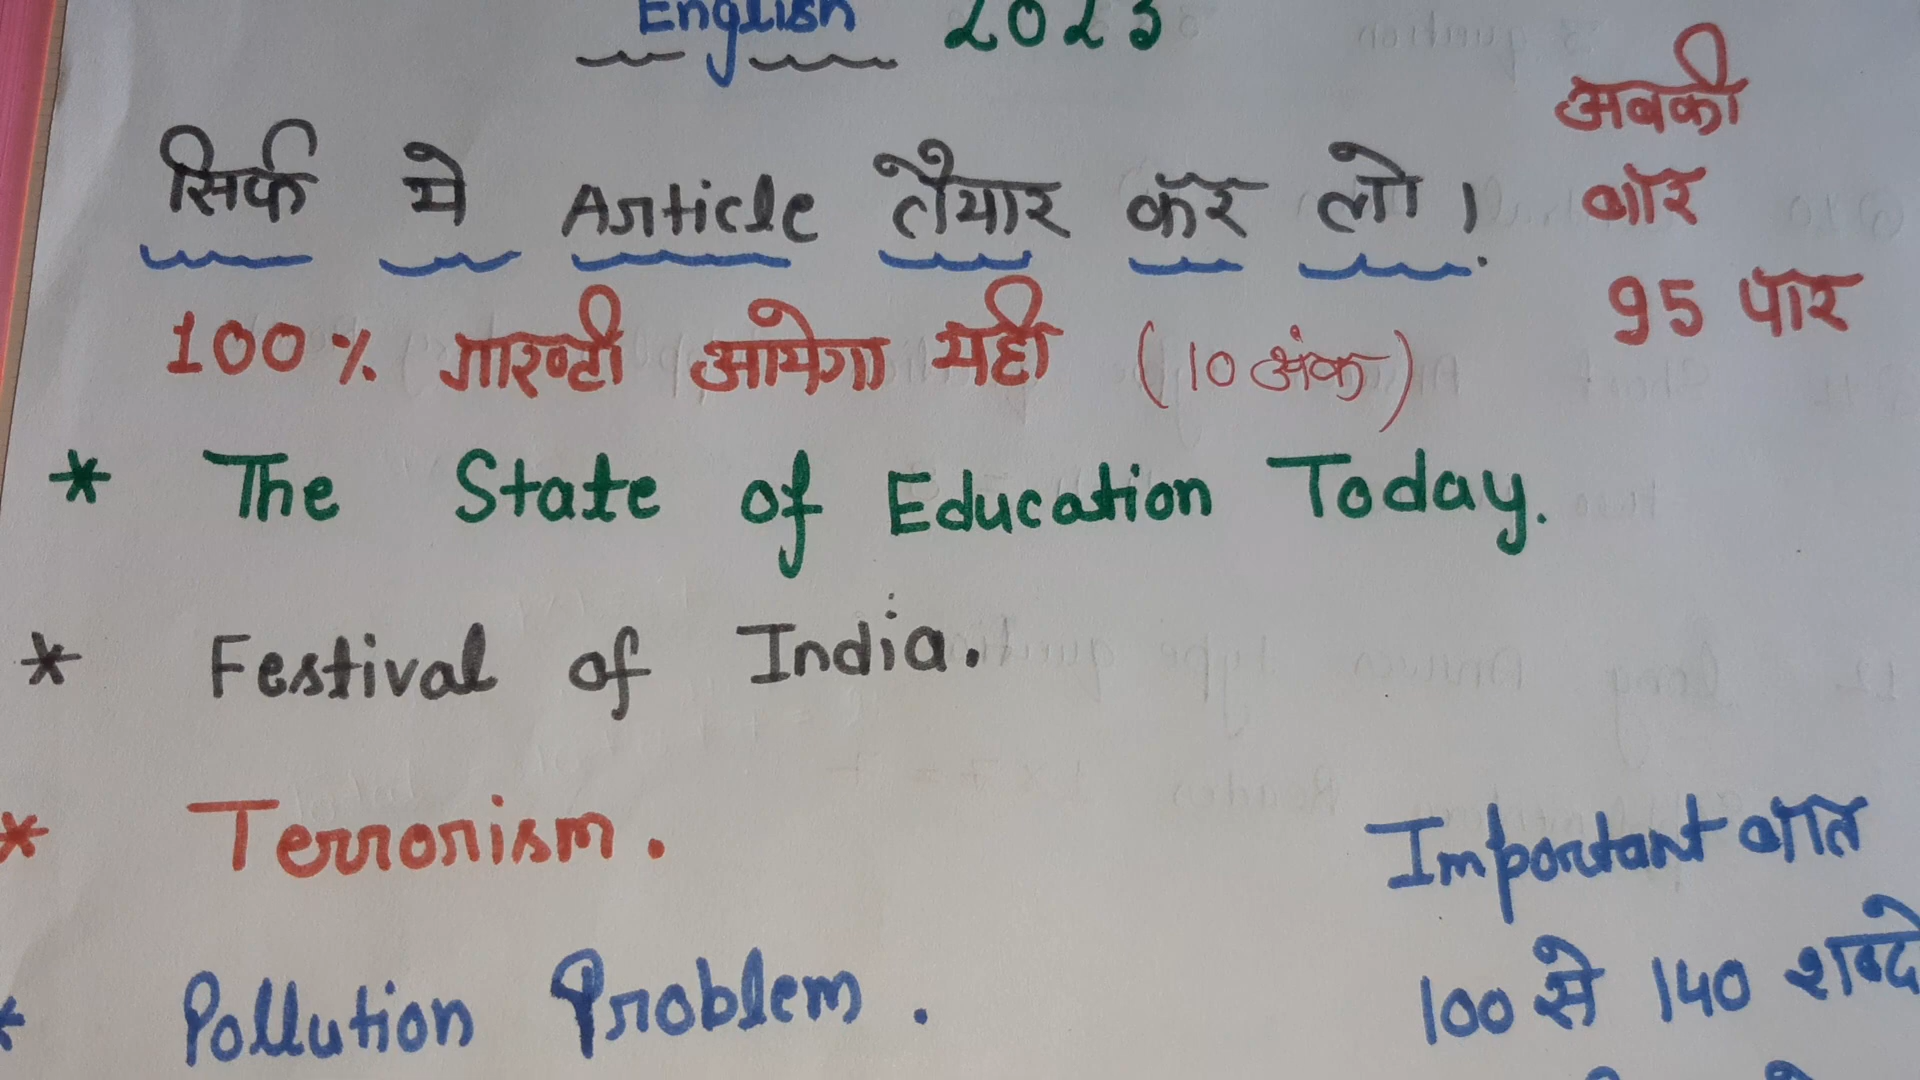 English 2023
सिर्फ ये Article तैयार कर लो ।
अबकी
बार
95 पार
100% गारण्टी आयेगा यही (10 अंक)
* The State of Education Today.
* Festival of India.
* Terrorism.
* Pollution Problem.
Important बात
100 से 140 शब्दो